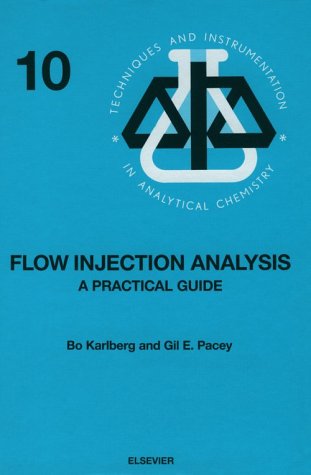 10
* TECHNIQUES AND INSTRUMENTATION *
IN ANALYTICAL CHEMISTRY
FLOW INJECTION ANALYSIS
A PRACTICAL GUIDE
Bo Karlberg and Gil E. Pacey
ELSEVIER